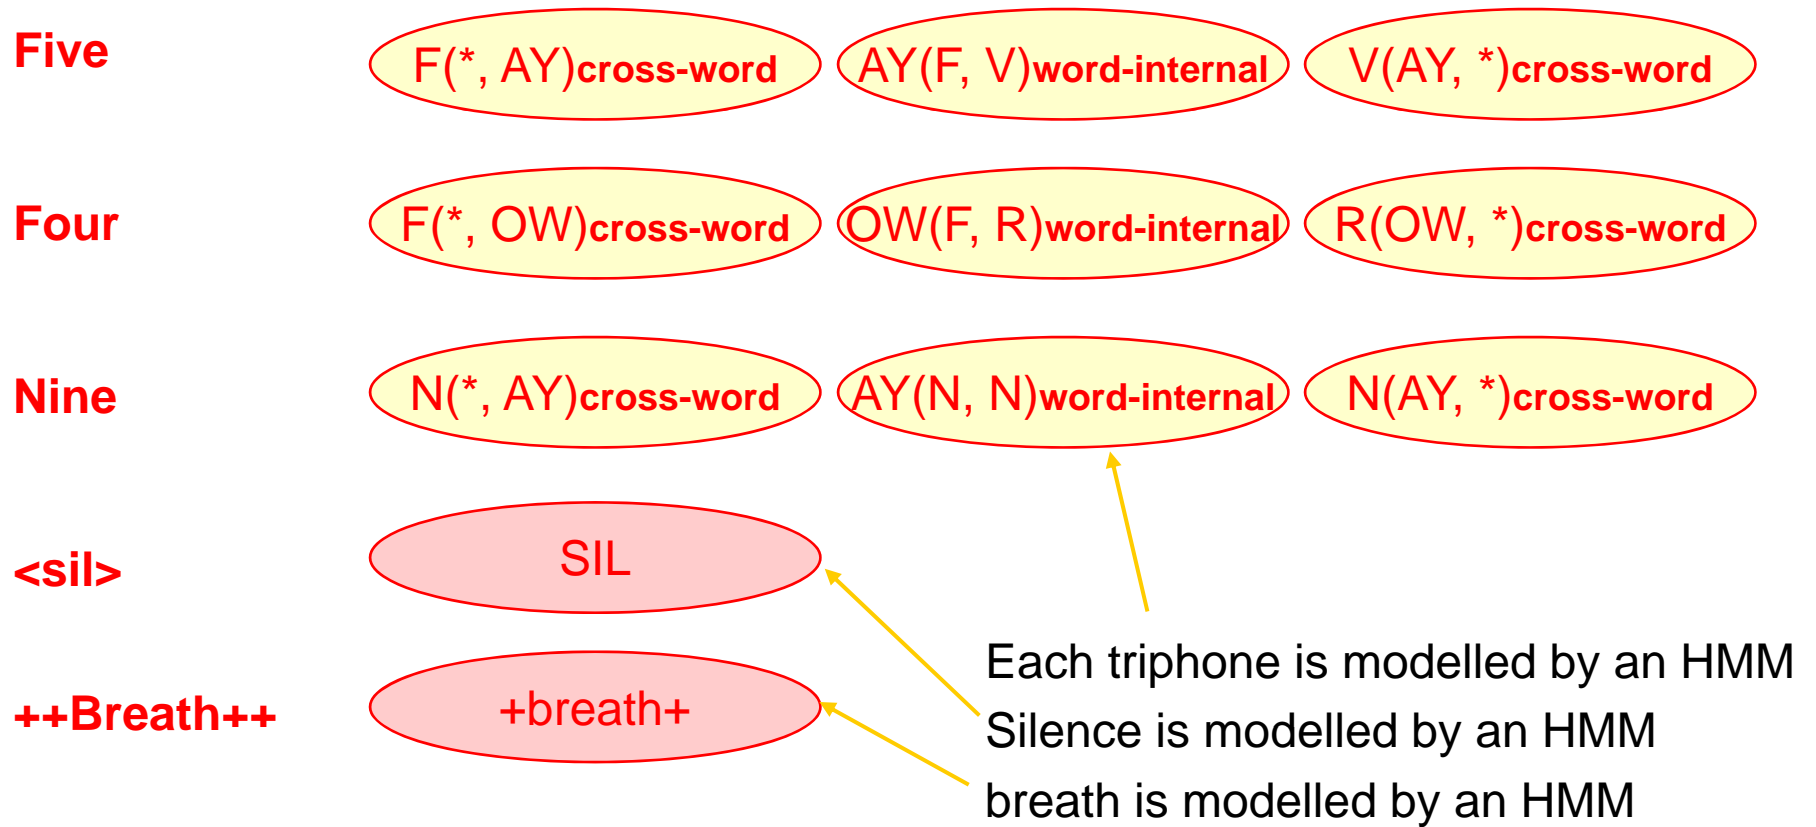 Five F(*, AY)cross-word AY(F, V)word-internal V(AY, *)cross-word
Four F(*, OW)cross-word OW(F, R)word-internal R(OW, *)cross-word
Nine N(*, AY)cross-word AY(N, N)word-internal N(AY, *)cross-word
<sil> SIL
++Breath++ +breath+
Each triphone is modelled by an HMM
Silence is modelled by an HMM
breath is modelled by an HMM